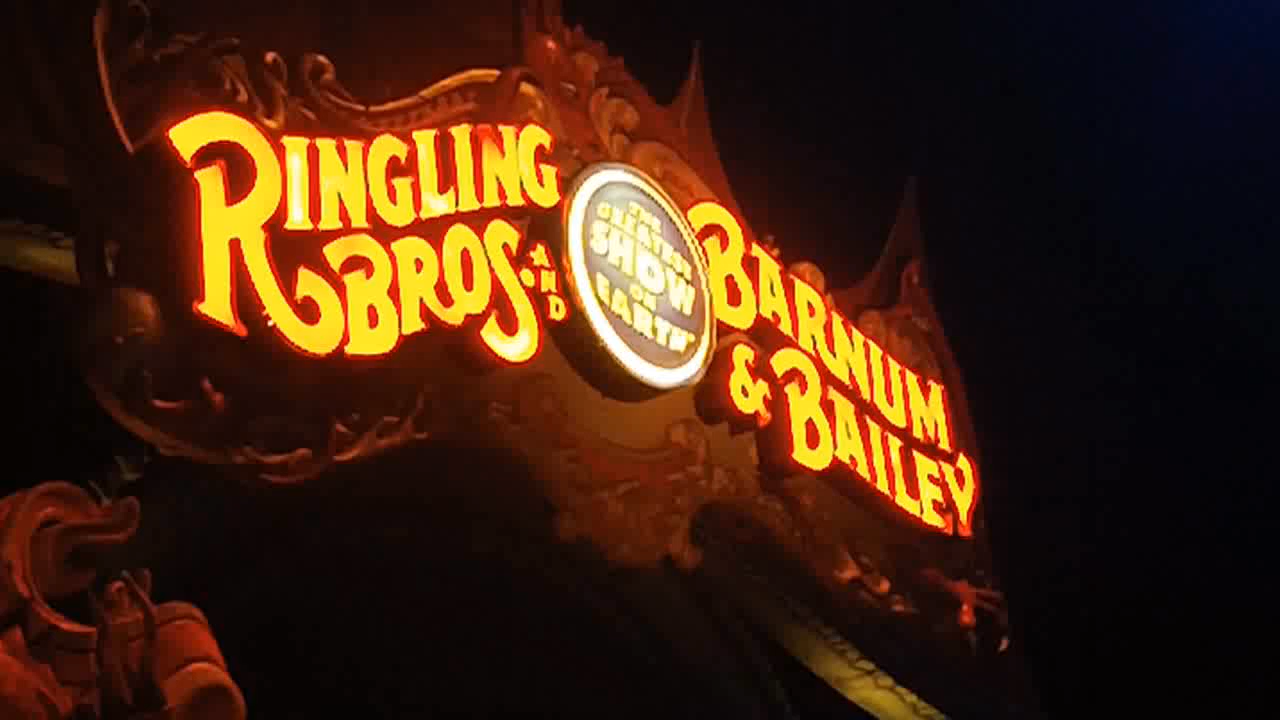 RINGLING
BROS. AND
THE
GREATEST
SHOW
ON
EARTH
BARNUM
& BAILEY